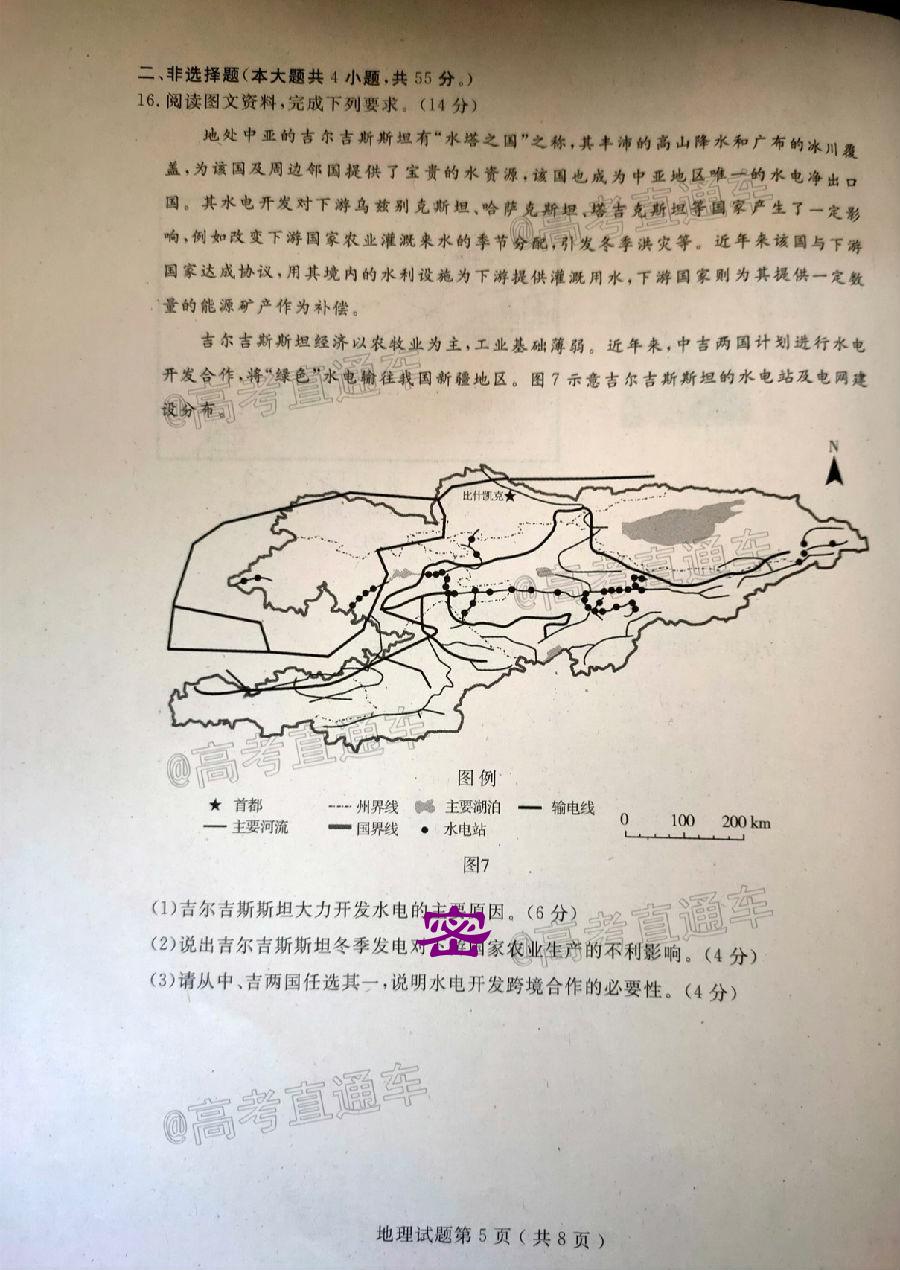 二、非选择题(本大题共4小题,共55分。)
16.阅读图文资料,完成下列要求。(14分)
地处中亚的吉尔吉斯斯坦有“水塔之国”之称,其丰沛的高山降水和广布的冰川覆
盖,为该国及周边邻国提供了宝贵的水资源,该国也成为中亚地区唯一的水电净出口
国。其水电开发对下游乌兹别克斯坦、哈萨克斯坦、塔吉克斯坦等国家产生了一定影
响,例如改变下游国家农业灌溉来水的季节分配,引发冬季洪灾等。近年来该国与下游
国家达成协议,用其境内的水利设施为下游提供灌溉用水,下游国家则为其提供一定数
量的能源矿产作为补偿。
吉尔吉斯斯坦经济以农牧业为主,工业基础薄弱。近年来,中吉两国计划进行水电
开发合作,将“绿色”水电输往我国新疆地区。图7示意吉尔吉斯斯坦的水电站及电网建
设分布。
@高考直通车
@高考直通车
N
比什凯克
@高考直通车
@高考直通车
图例
首都 州界线 主要湖泊 输电线
主要河流 国界线 水电站
0 100 200 km
图7
(1)吉尔吉斯斯坦大力开发水电的主要原因。(6分)
密
(2)说出吉尔吉斯斯坦冬季发电对国家农业生产的不利影响。(4分)
(3)请从中、吉两国任选其一,说明水电开发跨境合作的必要性。(4分)
@高考直通车
@高考直通车
地理试题第5页(共8页)